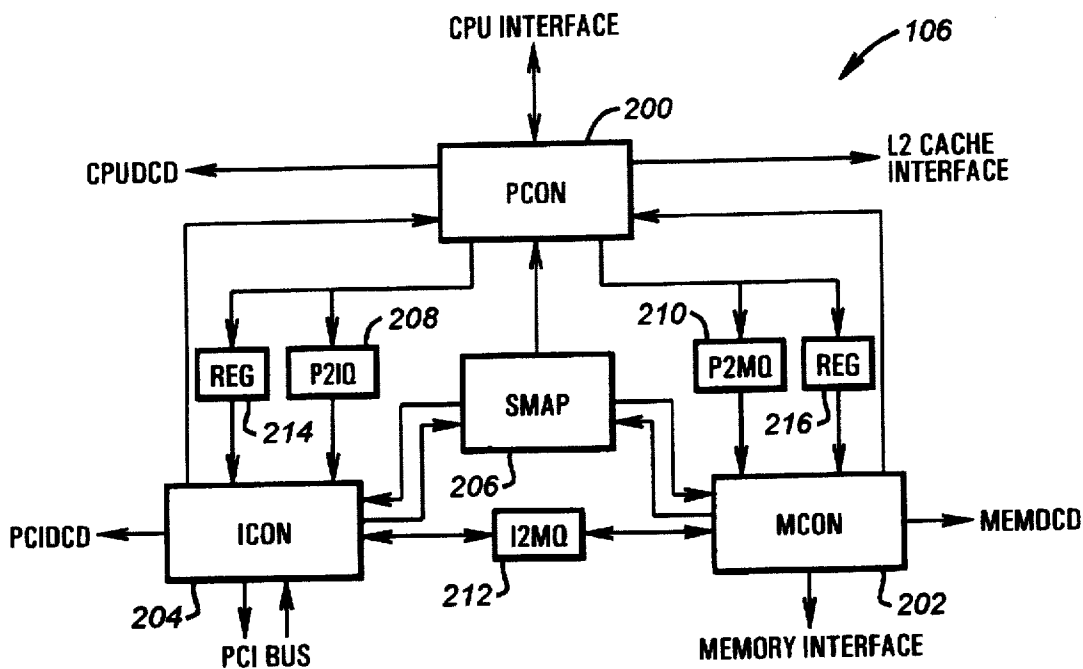 CPU INTERFACE
106
200
CPUDCD
PCON
L2 CACHE
INTERFACE
208
210
REG
P2IQ
SMAP
P2MQ
REG
214
216
206
PCIDCD
ICON
I2MQ
MCON
MEMDCD
204
212
202
PCI BUS
MEMORY INTERFACE